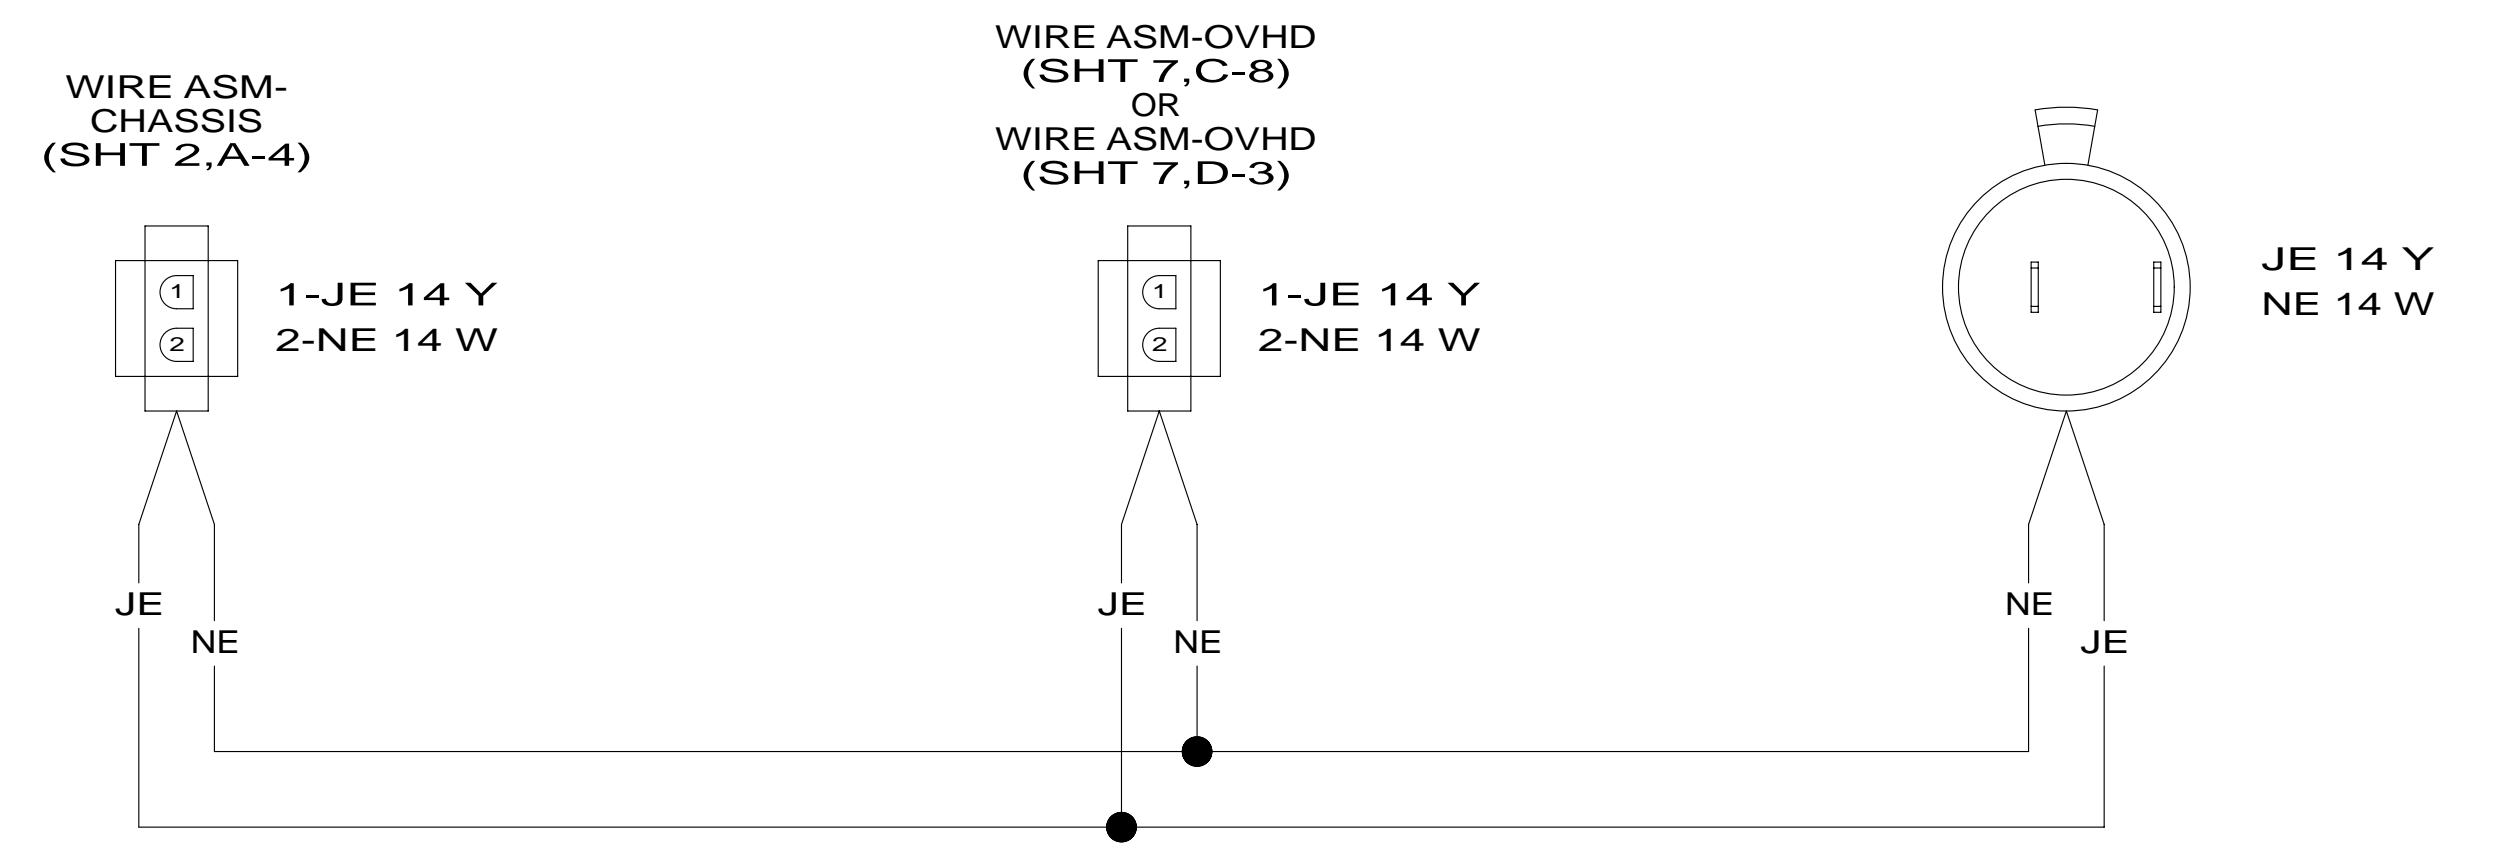 WIRE ASM-
CHASSIS
(SHT 2,A-4)
1
2
1-JE 14 Y
2-NE 14 W
WIRE ASM-OVHD
(SHT 7,C-8)
OR
WIRE ASM-OVHD
(SHT 7,D-3)
1
2
1-JE 14 Y
2-NE 14 W
JE 14 Y
NE 14 W
JE
NE
JE
NE
NE
JE